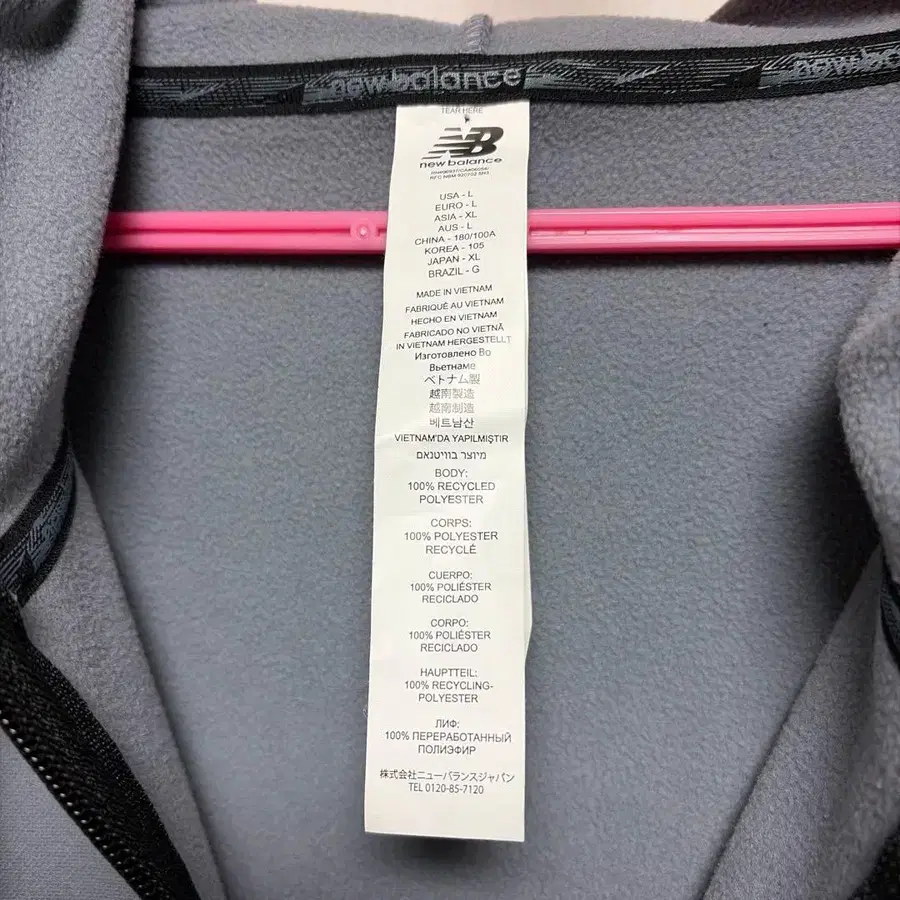 new balance
new balance
TEAR HERE
NB
new balance
USA - L
EURO - L
ASIA - XL
AUS - L
CHINA - 180/100A
KOREA - 105
JAPAN - XL
BRAZIL - G
MADE IN VIETNAM
FABRIQUÉ AU VIETNAM
HECHO EN VIETNAM
FABRICADO NO VIETNÃ
IN VIETNAM HERGESTELLT
Изготовлено Во
Вьетнаме
ベトナム製
越南製造
越南制造
베트남산
VIETNAM'DA YAPILMIŞTIR
מיוצר בוויטנאם
BODY:
100% RECYCLED
POLYESTER
CORPS:
100% POLYESTER
RECYCLÉ
CUERPO:
100% POLIÉSTER
RECICLADO
CORPO:
100% POLIÉSTER
RECICLADO
HAUPTTEIL:
100% RECYCLING-
POLYESTER
ЛИФ:
100% ПЕРЕРАБОТАННЫЙ
ПОЛИЭФИР
株式会社ニューバランスジャパン
TEL 0120-85-7120